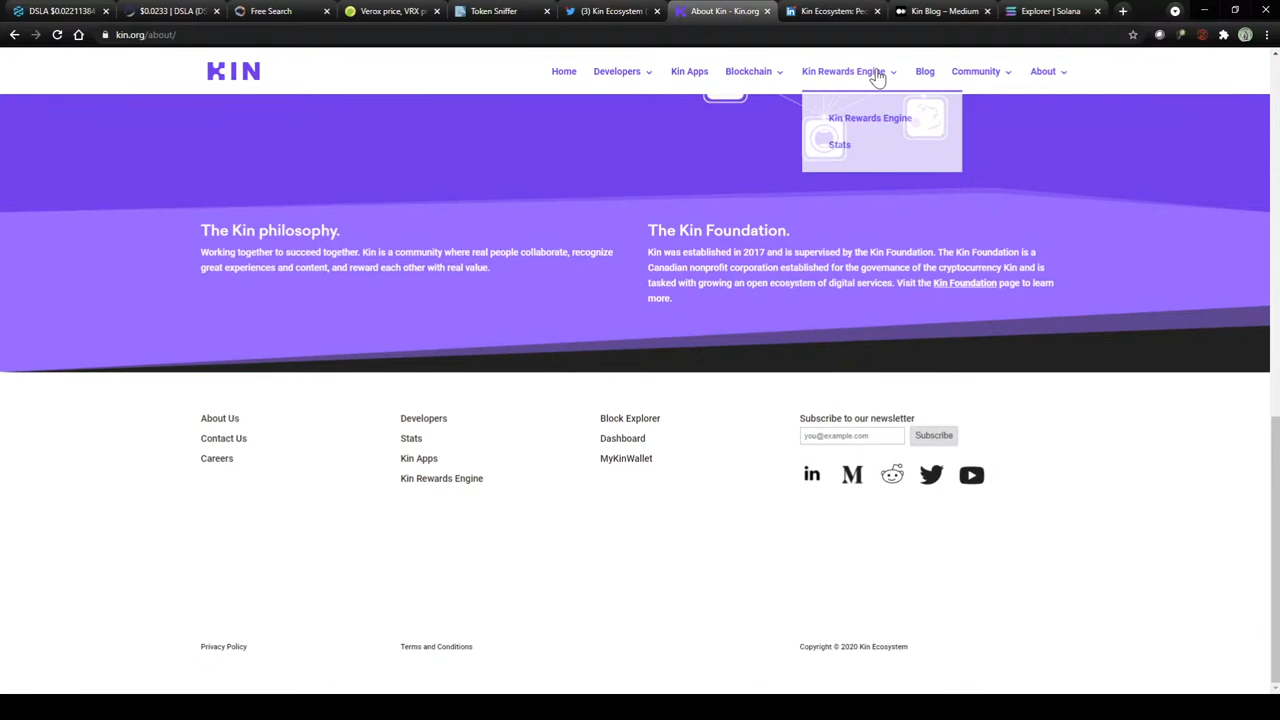 DSLA $0.02211384
$0.0233 | DSLA (DS
Free Search
Verox price, VRX p
Token Sniffer
(3) Kin Ecosystem (
About Kin - Kin.org
Kin Ecosystem: Pe
Kin Blog – Medium
Explorer | Solana
kin.org/about/
KIN
Home
Developers
Kin Apps
Blockchain
Kin Rewards Engine
Blog
Community
About
Kin Rewards Engine
Stats
The Kin philosophy.
Working together to succeed together. Kin is a community where real people collaborate, recognize
great experiences and content, and reward each other with real value.
The Kin Foundation.
Kin was established in 2017 and is supervised by the Kin Foundation. The Kin Foundation is a
Canadian nonprofit corporation established for the governance of the cryptocurrency Kin and is
tasked with growing an open ecosystem of digital services. Visit the Kin Foundation page to learn
more.
About Us
Contact Us
Careers
Developers
Stats
Kin Apps
Kin Rewards Engine
Block Explorer
Dashboard
MyKinWallet
Subscribe to our newsletter
you@example.com
Subscribe
Privacy Policy
Terms and Conditions
Copyright © 2020 Kin Ecosystem